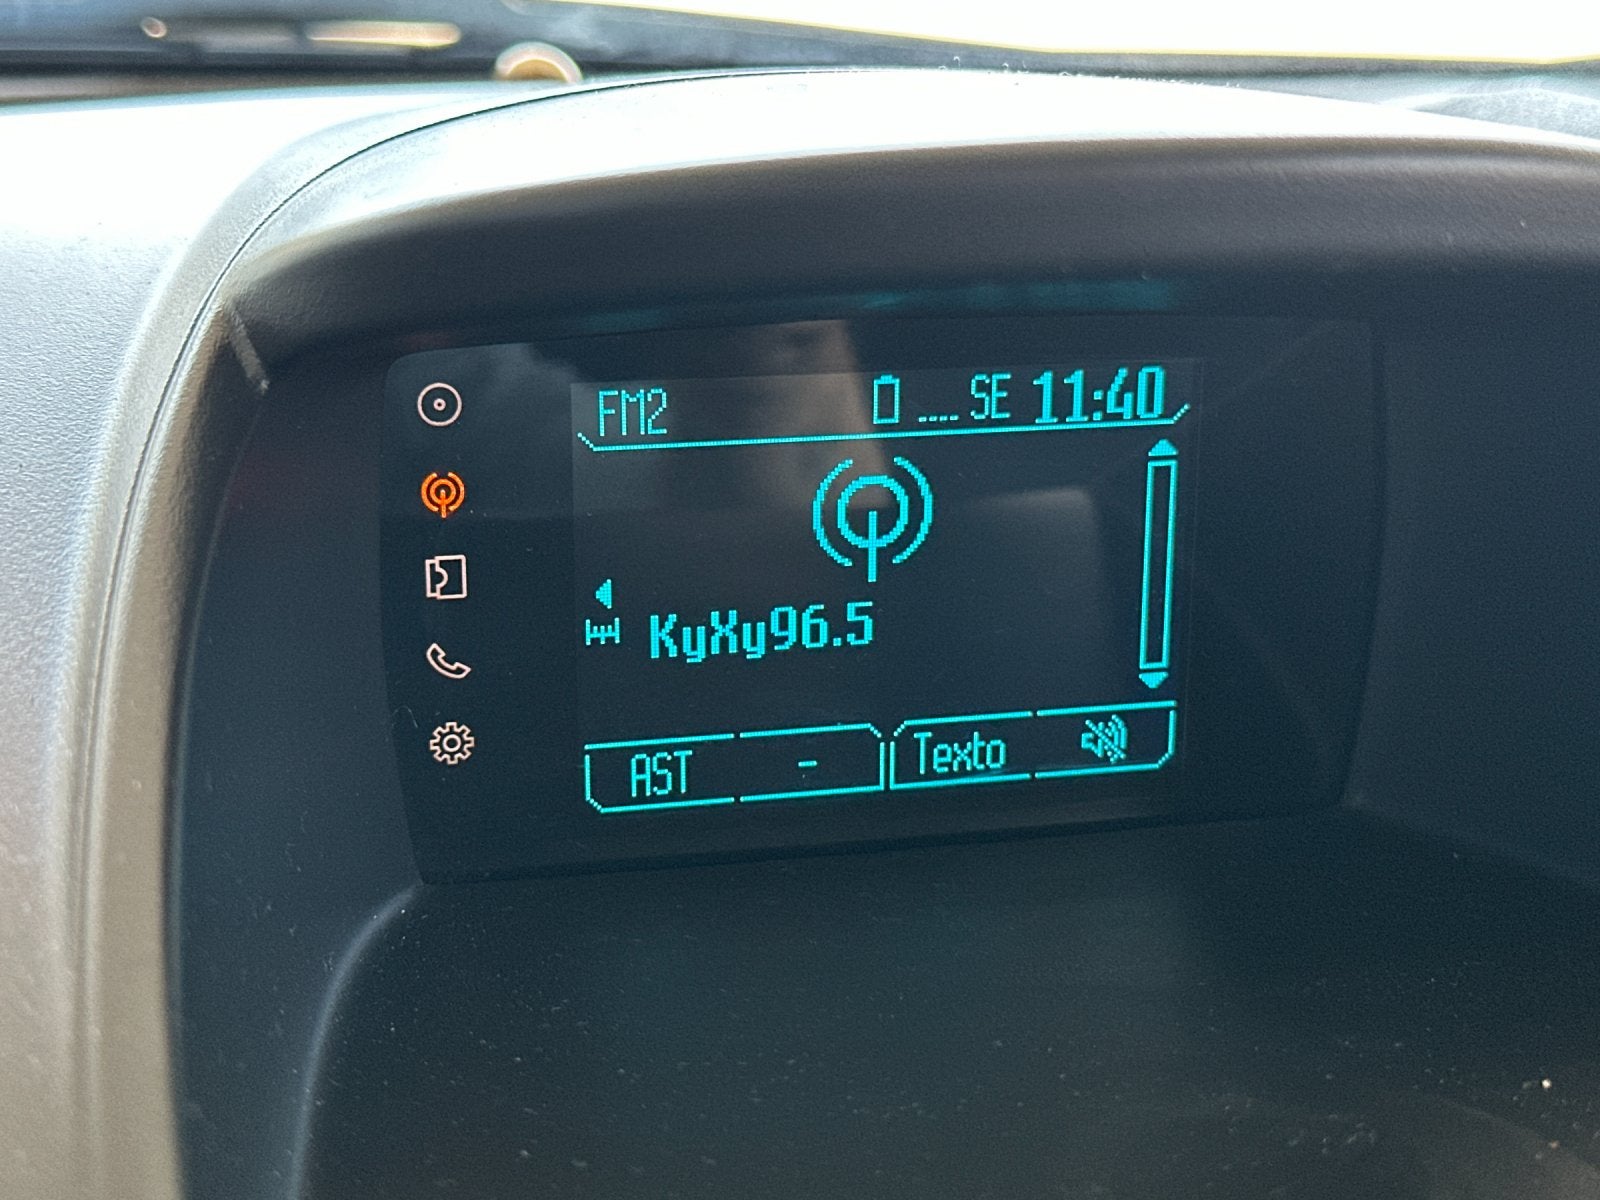 FM2 .... SE 11:40
KyXy96.5
AST - Texto